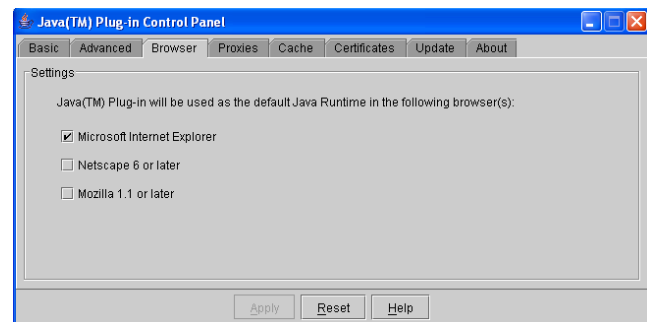 Java(TM) Plug-in Control Panel
Basic Advanced Browser Proxies Cache Certificates Update About
Settings
Java(TM) Plug-in will be used as the default Java Runtime in the following browser(s):
Microsoft Internet Explorer
Netscape 6 or later
Mozilla 1.1 or later
Apply Reset Help